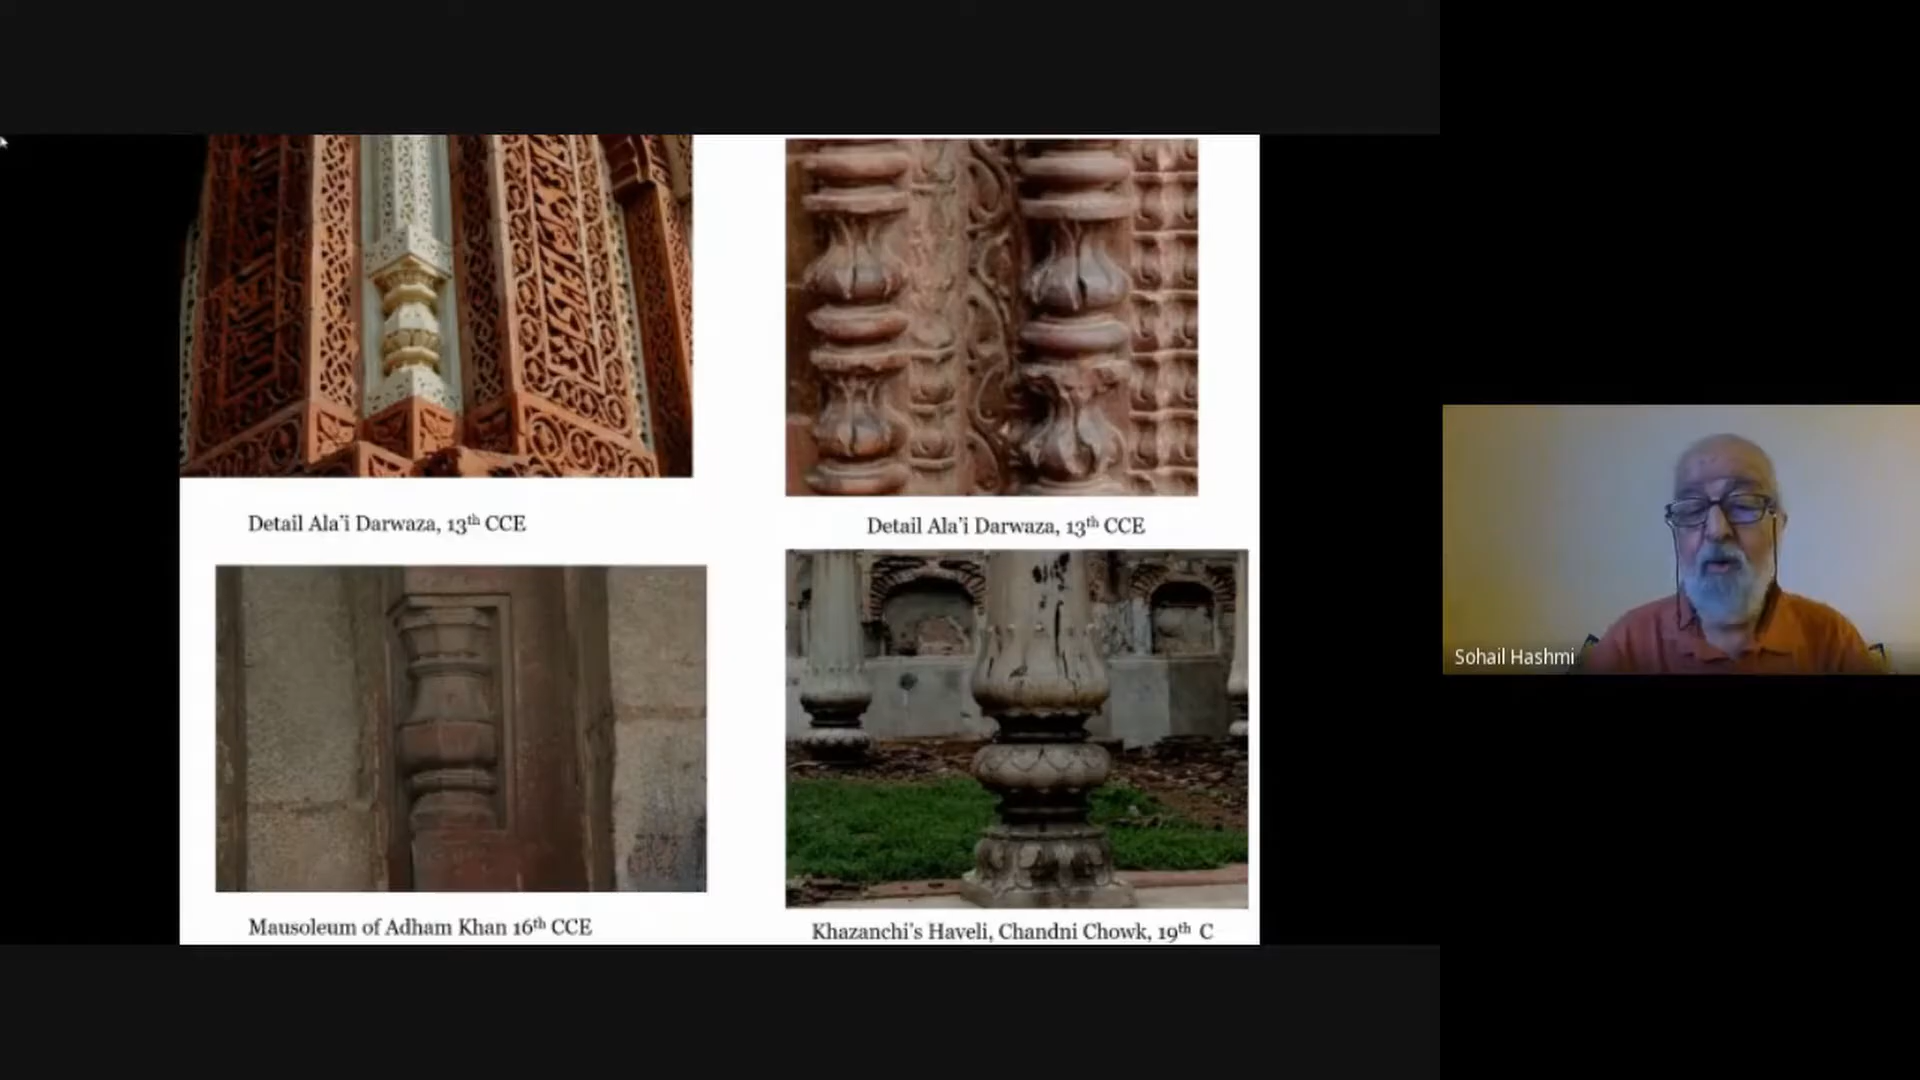 Detail Ala'i Darwaza, 13th CCE
Detail Ala'i Darwaza, 13th CCE
Mausoleum of Adham Khan 16th CCE
Khazanchi's Haveli, Chandni Chowk, 19th C
Sohail Hashmi